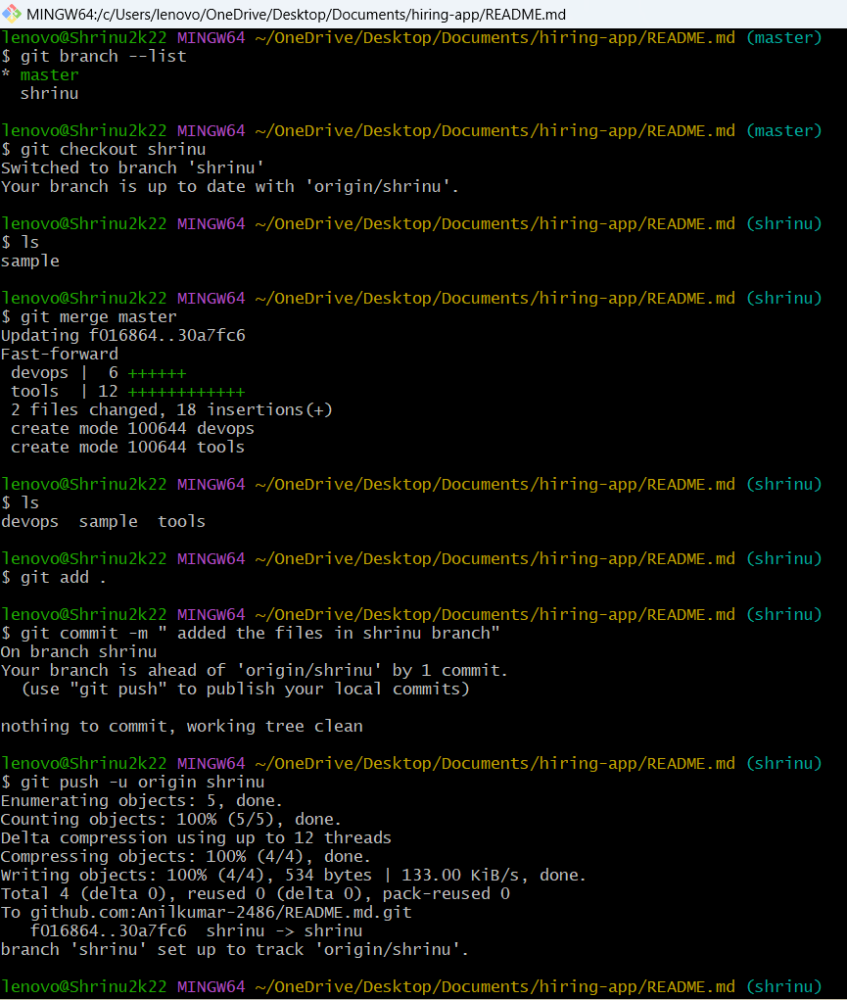 MINGW64:/c/Users/lenovo/OneDrive/Desktop/Documents/hiring-app/README.md
lenovo@Shrinu2k22 MINGW64 ~/OneDrive/Desktop/Documents/hiring-app/README.md (master)
$ git branch --list
* master
  shrinu

lenovo@Shrinu2k22 MINGW64 ~/OneDrive/Desktop/Documents/hiring-app/README.md (master)
$ git checkout shrinu
Switched to branch 'shrinu'
Your branch is up to date with 'origin/shrinu'.

lenovo@Shrinu2k22 MINGW64 ~/OneDrive/Desktop/Documents/hiring-app/README.md (shrinu)
$ ls
sample

lenovo@Shrinu2k22 MINGW64 ~/OneDrive/Desktop/Documents/hiring-app/README.md (shrinu)
$ git merge master
Updating f016864..30a7fc6
Fast-forward
 devops |  6 ++++++
 tools  | 12 ++++++++++++
 2 files changed, 18 insertions(+)
 create mode 100644 devops
 create mode 100644 tools

lenovo@Shrinu2k22 MINGW64 ~/OneDrive/Desktop/Documents/hiring-app/README.md (shrinu)
$ ls
devops  sample  tools

lenovo@Shrinu2k22 MINGW64 ~/OneDrive/Desktop/Documents/hiring-app/README.md (shrinu)
$ git add .

lenovo@Shrinu2k22 MINGW64 ~/OneDrive/Desktop/Documents/hiring-app/README.md (shrinu)
$ git commit -m " added the files in shrinu branch"
On branch shrinu
Your branch is ahead of 'origin/shrinu' by 1 commit.
  (use "git push" to publish your local commits)

nothing to commit, working tree clean

lenovo@Shrinu2k22 MINGW64 ~/OneDrive/Desktop/Documents/hiring-app/README.md (shrinu)
$ git push -u origin shrinu
Enumerating objects: 5, done.
Counting objects: 100% (5/5), done.
Delta compression using up to 12 threads
Compressing objects: 100% (4/4), done.
Writing objects: 100% (4/4), 534 bytes | 133.00 KiB/s, done.
Total 4 (delta 0), reused 0 (delta 0), pack-reused 0
To github.com:Anilkumar-2486/README.md.git
   f016864..30a7fc6  shrinu -> shrinu
branch 'shrinu' set up to track 'origin/shrinu'.

lenovo@Shrinu2k22 MINGW64 ~/OneDrive/Desktop/Documents/hiring-app/README.md (shrinu)